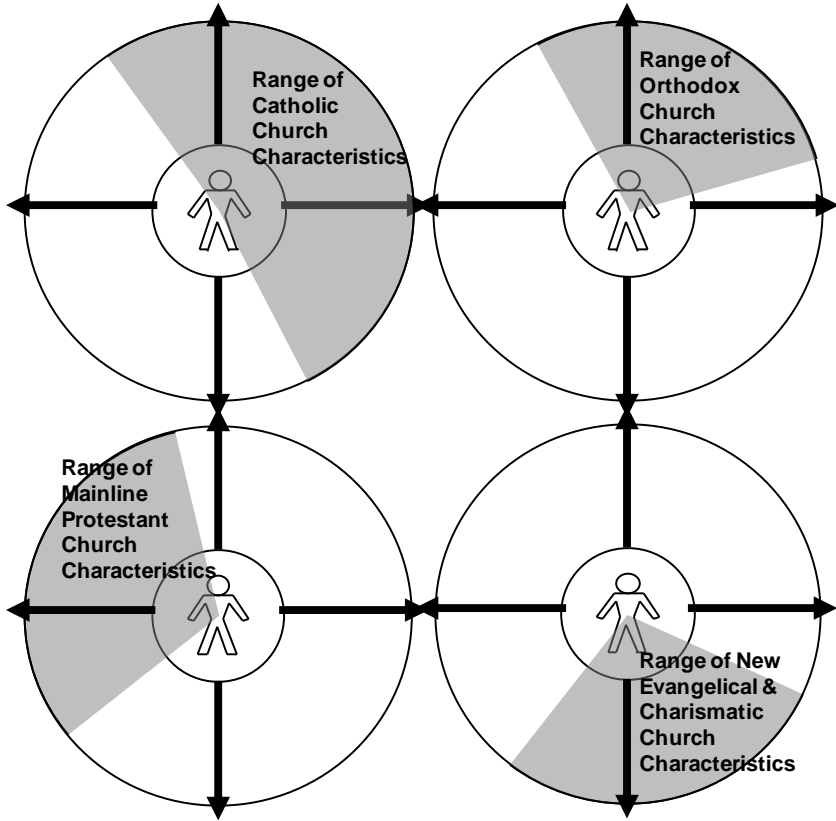 Range of
Catholic
Church
Characteristics
Range of
Orthodox
Church
Characteristics
Range of
Mainline
Protestant
Church
Characteristics
Range of New
Evangelical &
Charismatic
Church
Characteristics